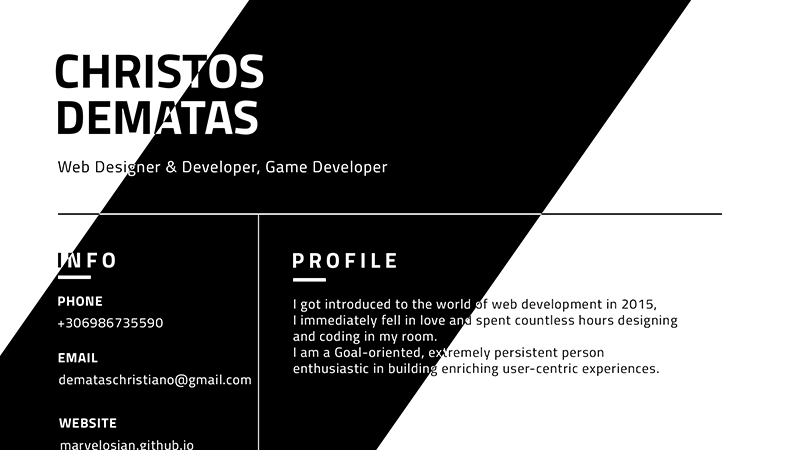 CHRISTOS
DEMATAS
Web Designer & Developer, Game Developer
INFO
PHONE
+306986735590
EMAIL
demataschristiano@gmail.com
WEBSITE
marvelosian.github.io
PROFILE
I got introduced to the world of web development in 2015,
I immediately fell in love and spent countless hours designing
and coding in my room.
I am a Goal-oriented, extremely persistent person
enthusiastic in building enriching user-centric experiences.